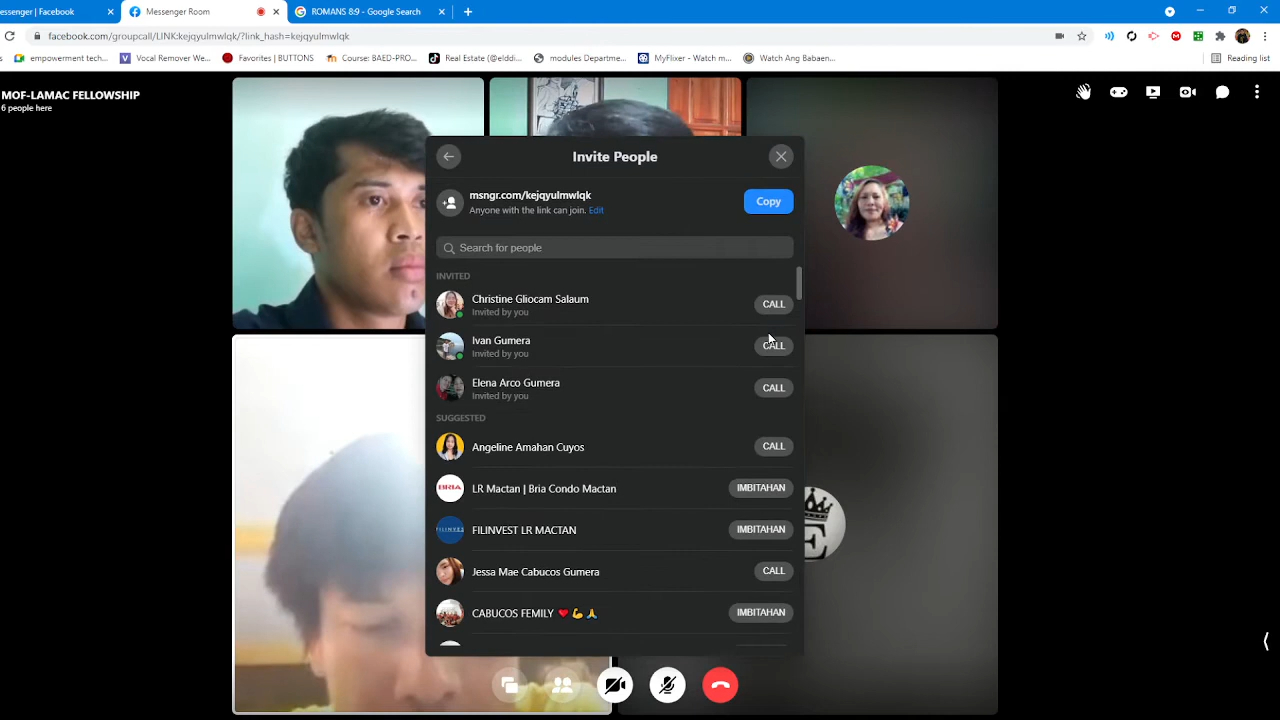 essenger | Facebook
Messenger Room
ROMANS 8:9 - Google Search
facebook.com/groupcall/LINK:kejqyulmwlqk/?link_hash=kejqyulmwlqk
s
empowerment tech...
Vocal Remover We...
Favorites | BUTTONS
Course: BAED-PRO...
Real Estate (@elddi...
modules Departme...
MyFlixer - Watch m...
Watch Ang Babaen...
Reading list
MOF-LAMAC FELLOWSHIP
6 people here
Invite People
msngr.com/kejqyulmwlqk
Anyone with the link can join. Edit
Copy
Search for people
INVITED
Christine Gliocam Salaum
Invited by you
CALL
Ivan Gumera
Invited by you
CALL
Elena Arco Gumera
Invited by you
CALL
SUGGESTED
Angeline Amahan Cuyos
CALL
BRIA
LR Mactan | Bria Condo Mactan
IMBITAHAN
FILINVEST LR MACTAN
IMBITAHAN
Jessa Mae Cabucos Gumera
CALL
CABUCOS FEMILY ❤️💪🙏
IMBITAHAN
E